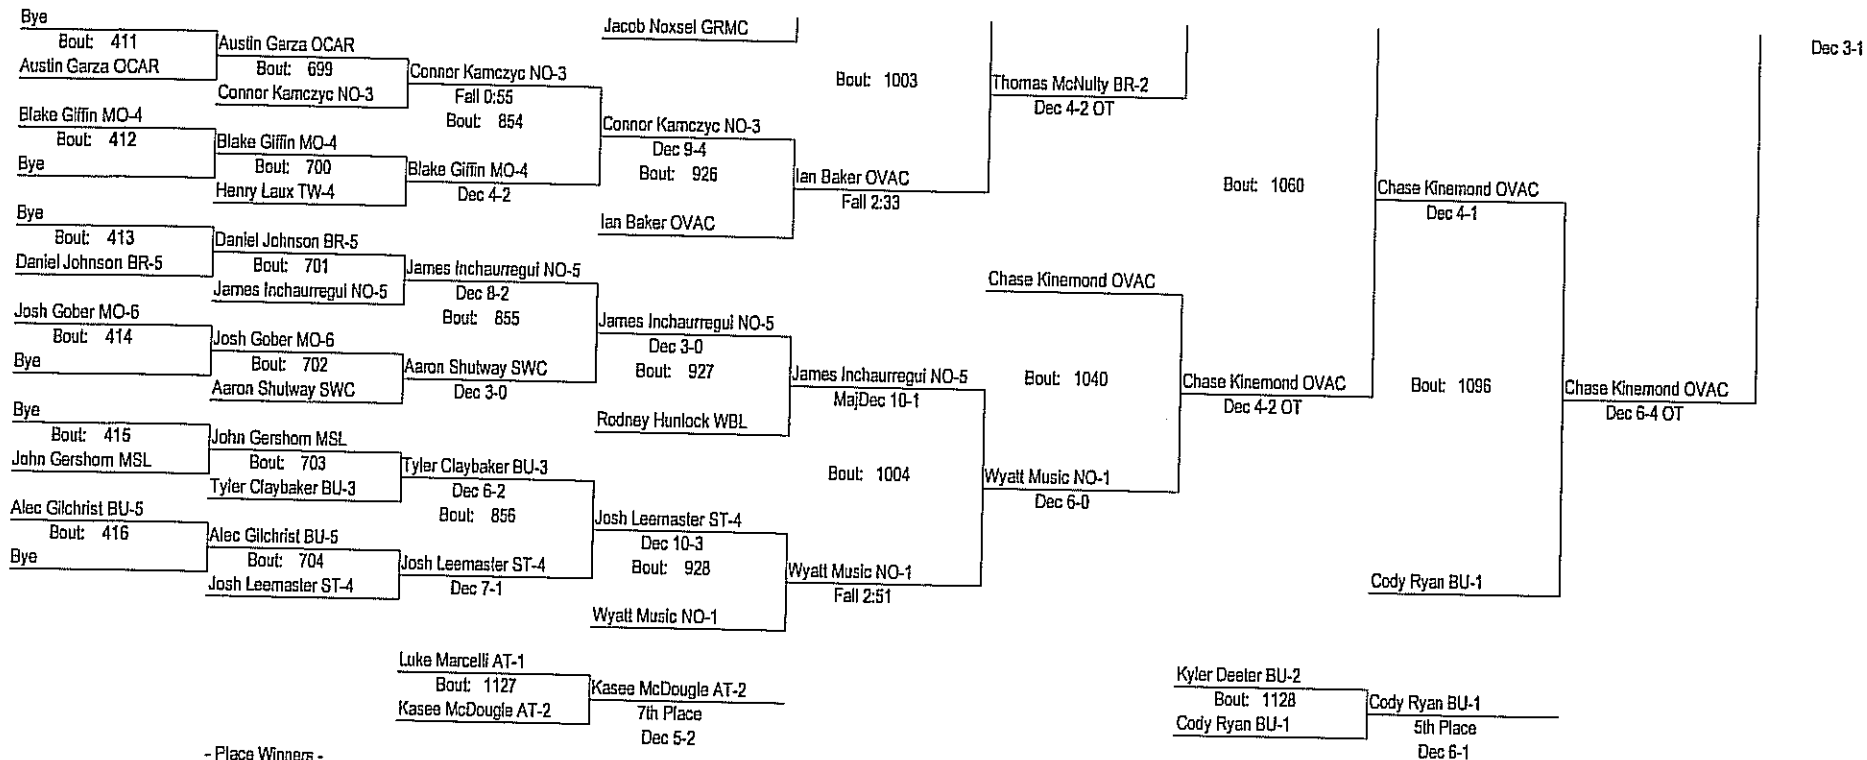 Bye
Bout: 411
Austin Garza OCAR
Blake Giffin MO-4
Bout: 412
Bye
Bye
Bout: 413
Daniel Johnson BR-5
Josh Gober MO-6
Bout: 414
Bye
Bye
Bout: 415
John Gershom MSL
Alec Gilchrist BU-5
Bout: 416
Bye
Austin Garza OCAR
Bout: 699
Connor Kamczyc NO-3
Blake Giffin MO-4
Bout: 700
Henry Laux TW-4
Daniel Johnson BR-5
Bout: 701
James Inchaurregui NO-5
Josh Gober MO-6
Bout: 702
Aaron Shutway SWC
John Gershom MSL
Bout: 703
Tyler Claybaker BU-3
Alec Gilchrist BU-5
Bout: 704
Josh Leemaster ST-4
Connor Kamczyc NO-3
Fall 0:55
Bout: 854
Blake Giffin MO-4
Dec 4-2
James Inchaurregui NO-5
Dec 8-2
Bout: 855
Aaron Shutway SWC
Dec 3-0
Tyler Claybaker BU-3
Dec 6-2
Bout: 856
Josh Leemaster ST-4
Dec 7-1
Jacob Noxsel GRMC
Connor Kamczyc NO-3
Dec 9-4
Bout: 926
Ian Baker OVAC
James Inchaurregui NO-5
Dec 3-0
Bout: 927
Rodney Hunlock WBL
Josh Leemaster ST-4
Dec 10-3
Bout: 928
Wyatt Music NO-1
Bout: 1003
Ian Baker OVAC
Fall 2:33
James Inchaurregui NO-5
MajDec 10-1
Bout: 1004
Wyatt Music NO-1
Fall 2:51
Thomas McNulty BR-2
Dec 4-2 OT
Chase Kinemond OVAC
Bout: 1040
Wyatt Music NO-1
Dec 6-0
Bout: 1060
Chase Kinemond OVAC
Dec 4-2 OT
Chase Kinemond OVAC
Dec 4-1
Bout: 1096
Cody Ryan BU-1
Chase Kinemond OVAC
Dec 6-4 OT
Dec 3-1
Luke Marcelli AT-1
Bout: 1127
Kasee McDougle AT-2
Kasee McDougle AT-2
7th Place
Dec 5-2
Kyler Deeter BU-2
Bout: 1128
Cody Ryan BU-1
Cody Ryan BU-1
5th Place
Dec 6-1
- Place Winners -